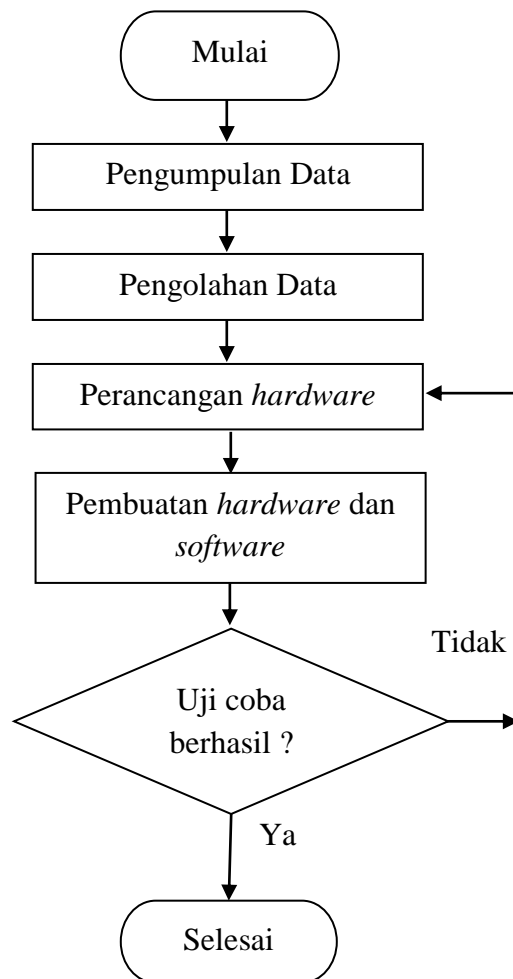 Mulai
Pengumpulan Data
Pengolahan Data
Perancangan hardware
Pembuatan hardware dan
software
Tidak
Uji coba
berhasil ?
Ya
Selesai